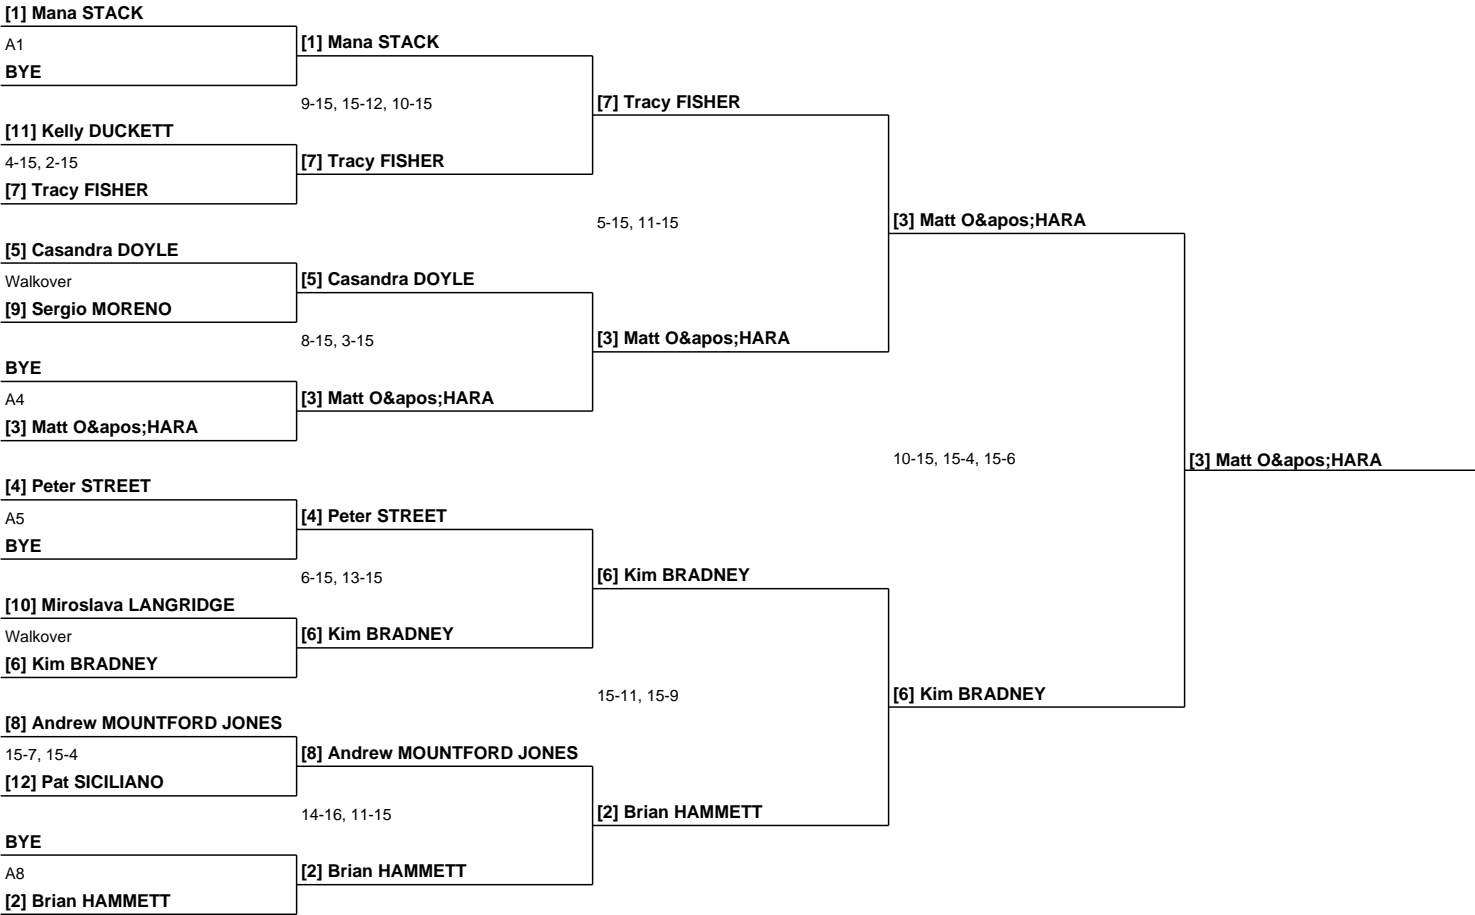 [1] Mana STACK
A1
BYE
[1] Mana STACK
9-15, 15-12, 10-15
[11] Kelly DUCKETT
4-15, 2-15
[7] Tracy FISHER
[7] Tracy FISHER
[7] Tracy FISHER
5-15, 11-15
[5] Casandra DOYLE
Walkover
[9] Sergio MORENO
[5] Casandra DOYLE
8-15, 3-15
BYE
A4
[3] Matt O&apos;HARA
[3] Matt O&apos;HARA
[3] Matt O&apos;HARA
[3] Matt O&apos;HARA
10-15, 15-4, 15-6
[3] Matt O&apos;HARA
[4] Peter STREET
A5
BYE
[4] Peter STREET
6-15, 13-15
[10] Miroslava LANGRIDGE
Walkover
[6] Kim BRADNEY
[6] Kim BRADNEY
[6] Kim BRADNEY
15-11, 15-9
[6] Kim BRADNEY
[8] Andrew MOUNTFORD JONES
15-7, 15-4
[12] Pat SICILIANO
[8] Andrew MOUNTFORD JONES
14-16, 11-15
BYE
A8
[2] Brian HAMMETT
[2] Brian HAMMETT
[2] Brian HAMMETT